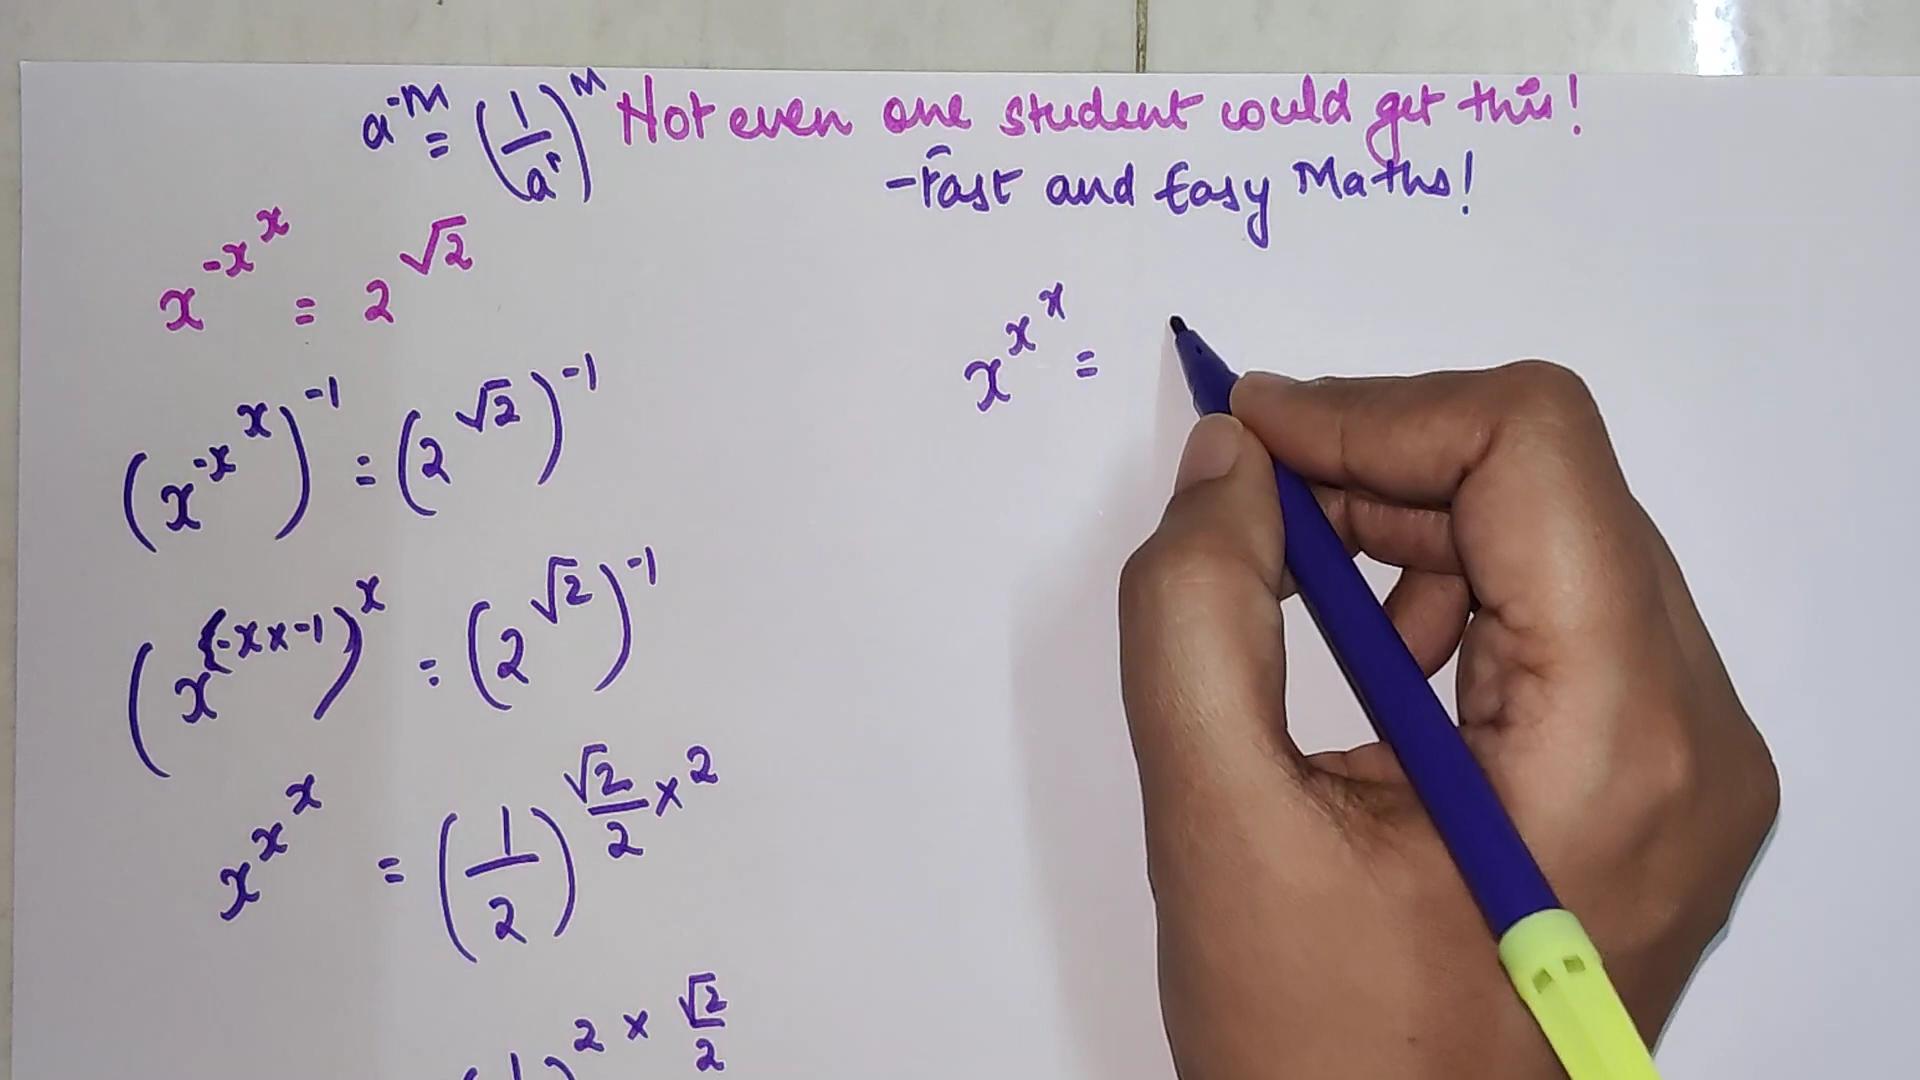 a^-M = (1/a^r)^M Not even one student could get this!
-Fast and Easy Maths!
x^-x^x = 2^√2
(x^-x^x)^-1 = (2^√2)^-1
(x^(-x x -1))^x = (2^√2)^-1
x^x^x = (1/2)^√2/2 x 2
2 x √2/2
x^x^x =